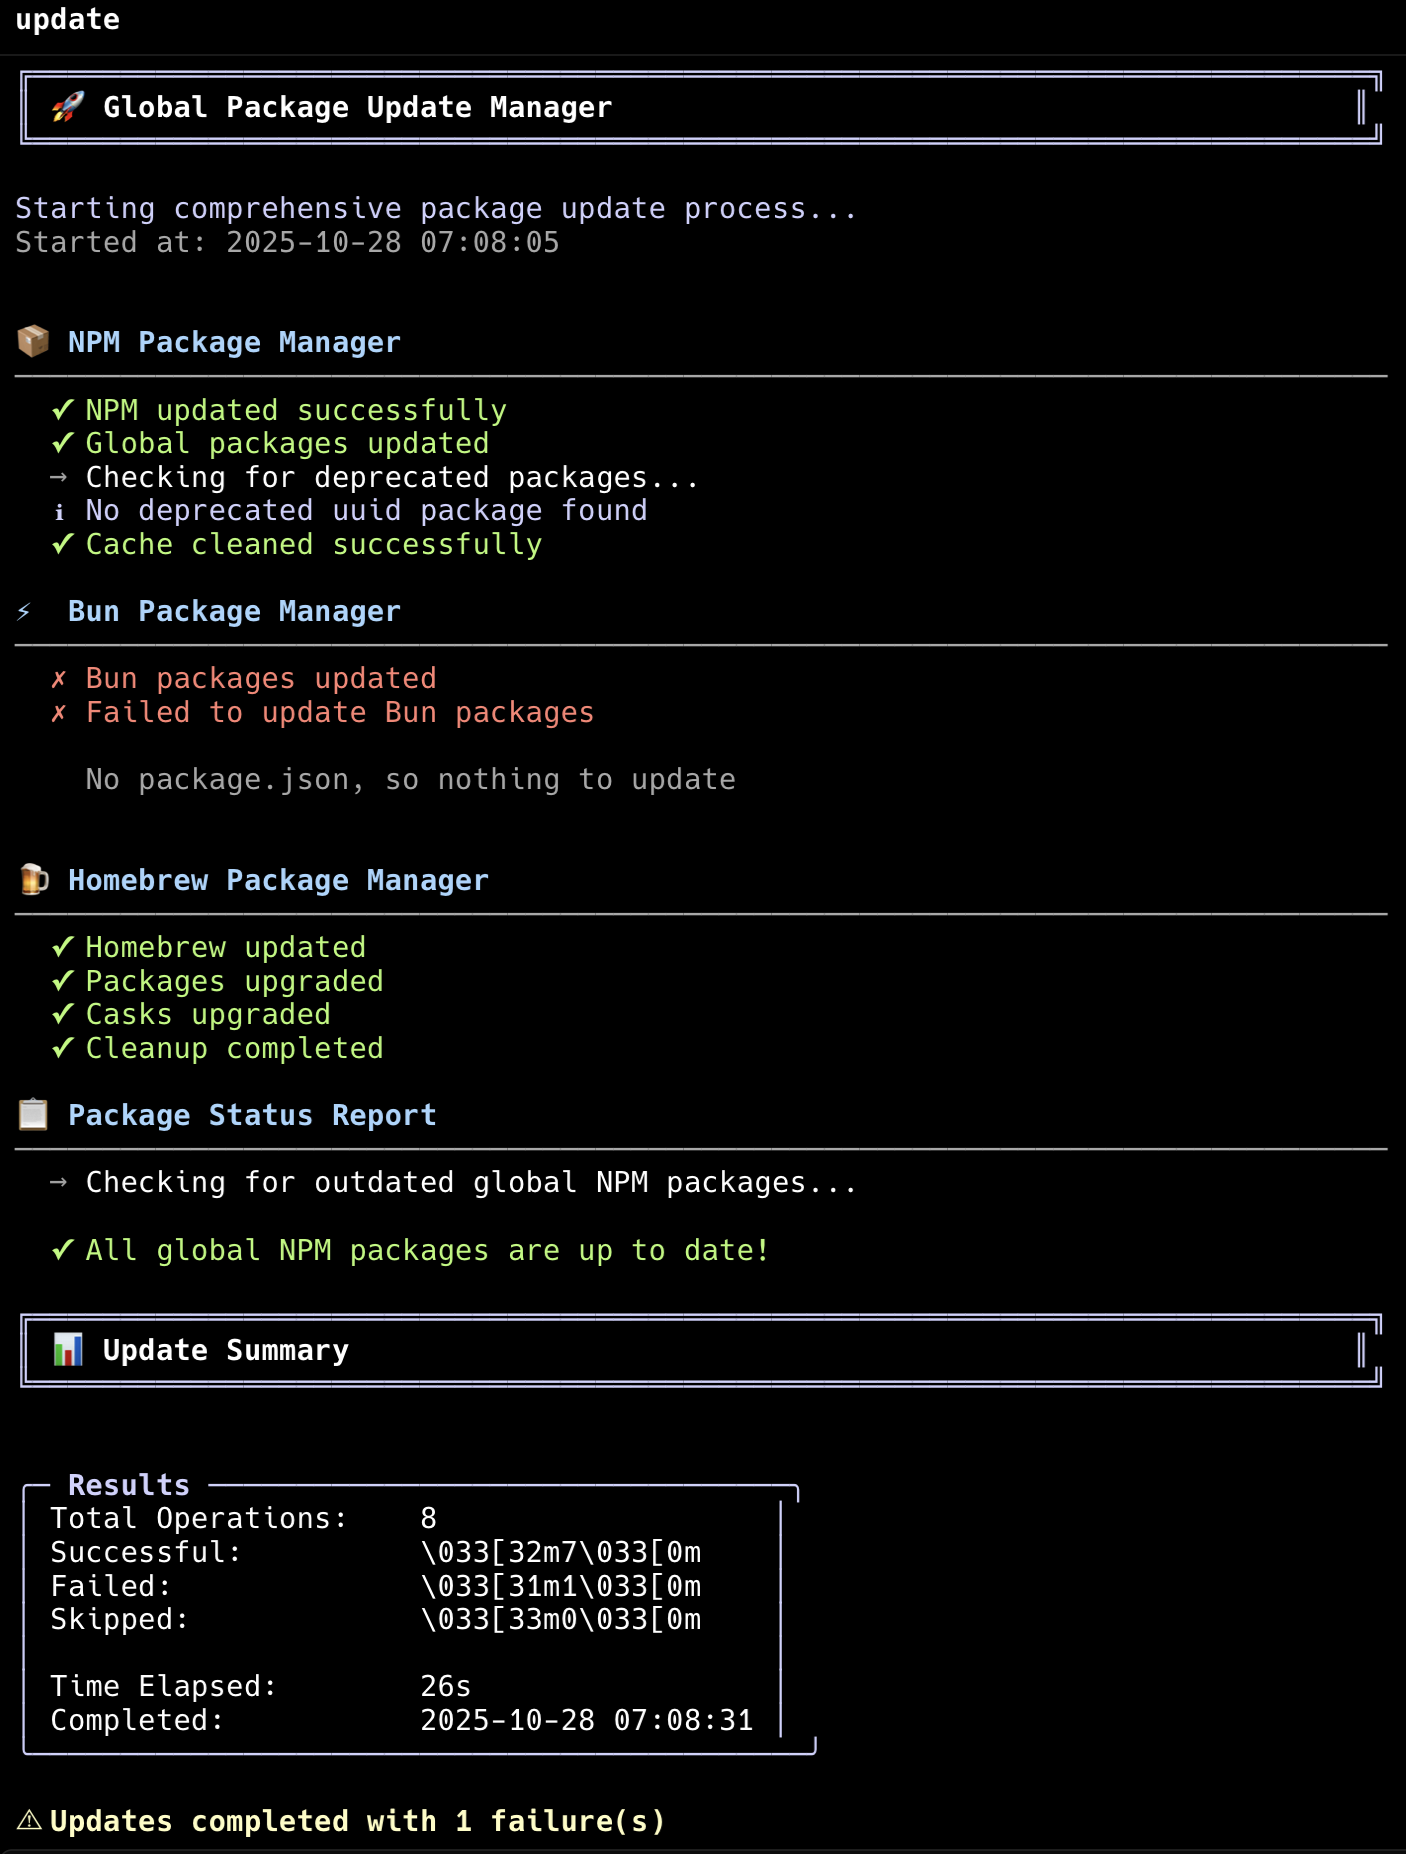 update
🚀 Global Package Update Manager
Starting comprehensive package update process...
Started at: 2025-10-28 07:08:05
📦 NPM Package Manager
✔ NPM updated successfully
✔ Global packages updated
→ Checking for deprecated packages...
ℹ No deprecated uuid package found
✔ Cache cleaned successfully
⚡ Bun Package Manager
✗ Bun packages updated
✗ Failed to update Bun packages
No package.json, so nothing to update
🍺 Homebrew Package Manager
✔ Homebrew updated
✔ Packages upgraded
✔ Casks upgraded
✔ Cleanup completed
📋 Package Status Report
→ Checking for outdated global NPM packages...
✔ All global NPM packages are up to date!
📊 Update Summary
Results
Total Operations: 8
Successful: \033[32m7\033[0m
Failed: \033[31m1\033[0m
Skipped: \033[33m0\033[0m
Time Elapsed: 26s
Completed: 2025-10-28 07:08:31
⚠ Updates completed with 1 failure(s)